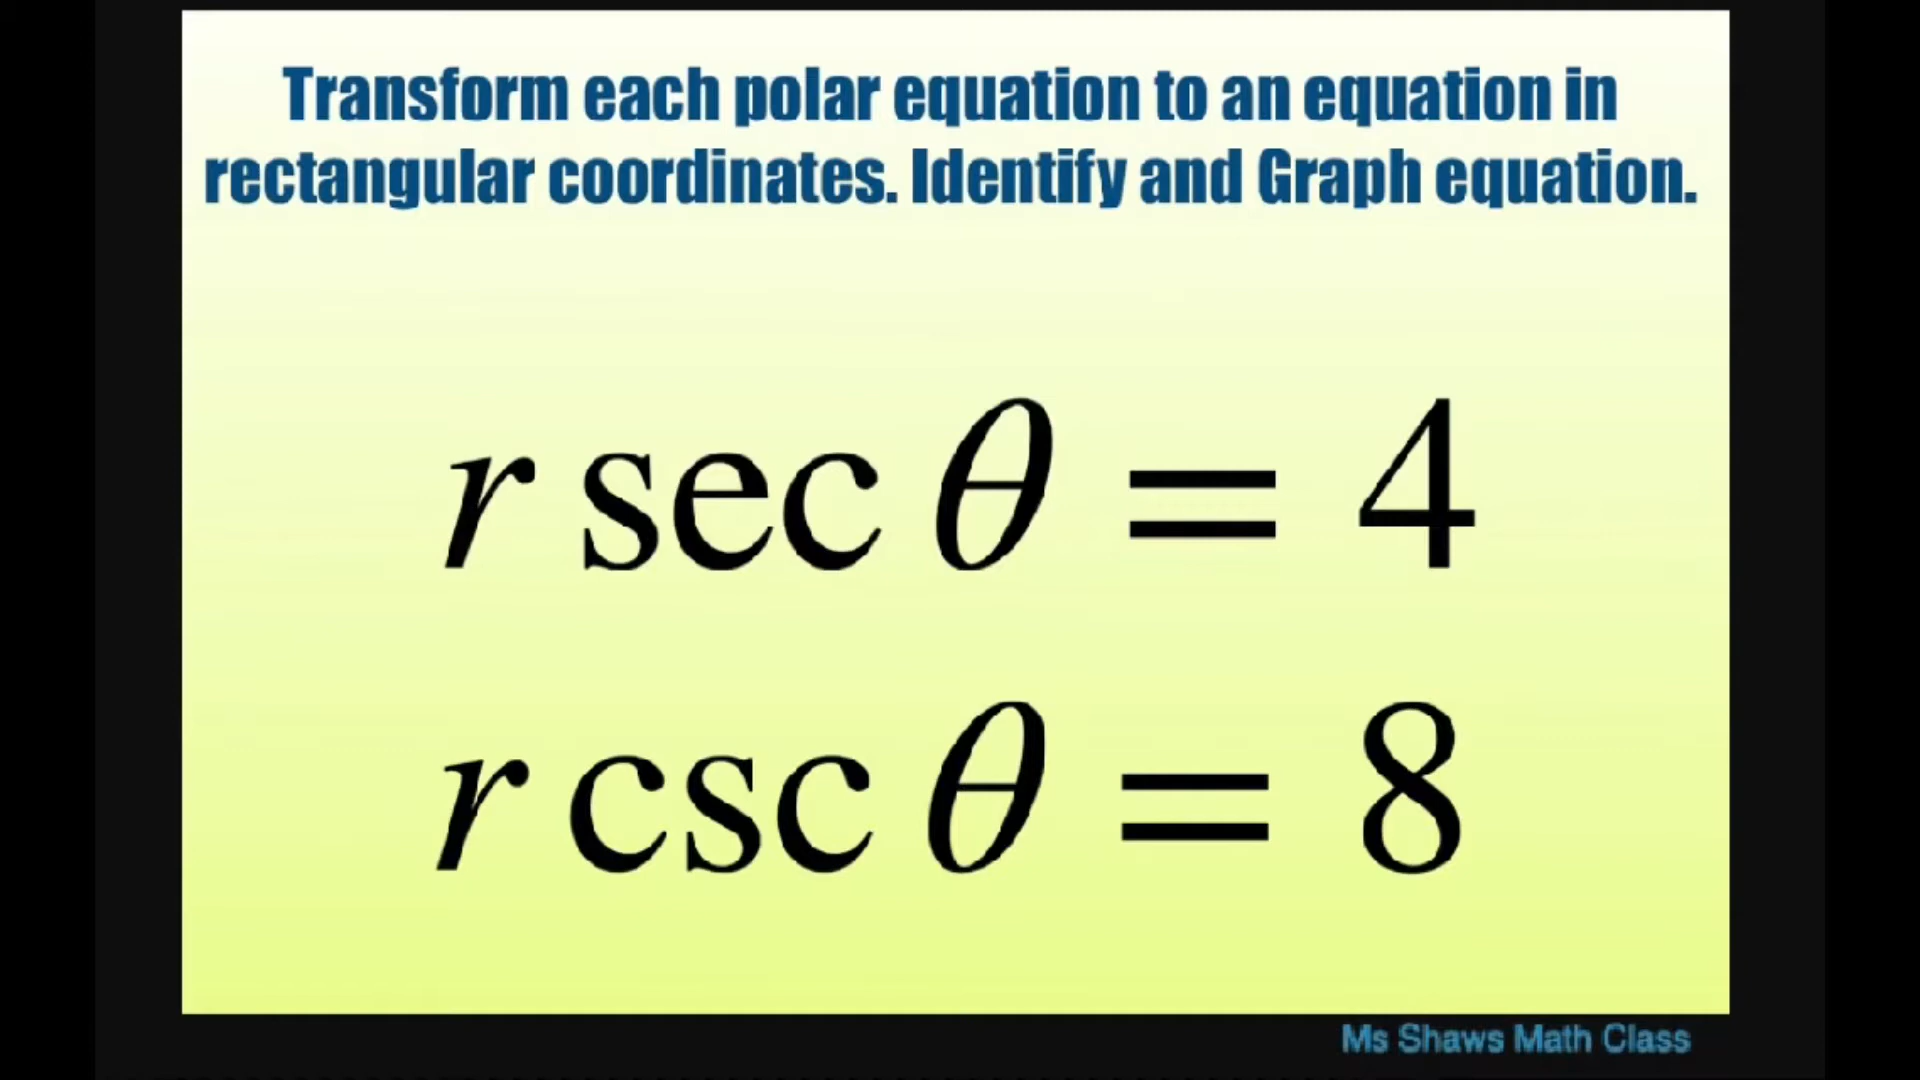 Transform each polar equation to an equation in
rectangular coordinates. Identify and Graph equation.
r sec θ = 4
r csc θ = 8
Ms Shaws Math Class